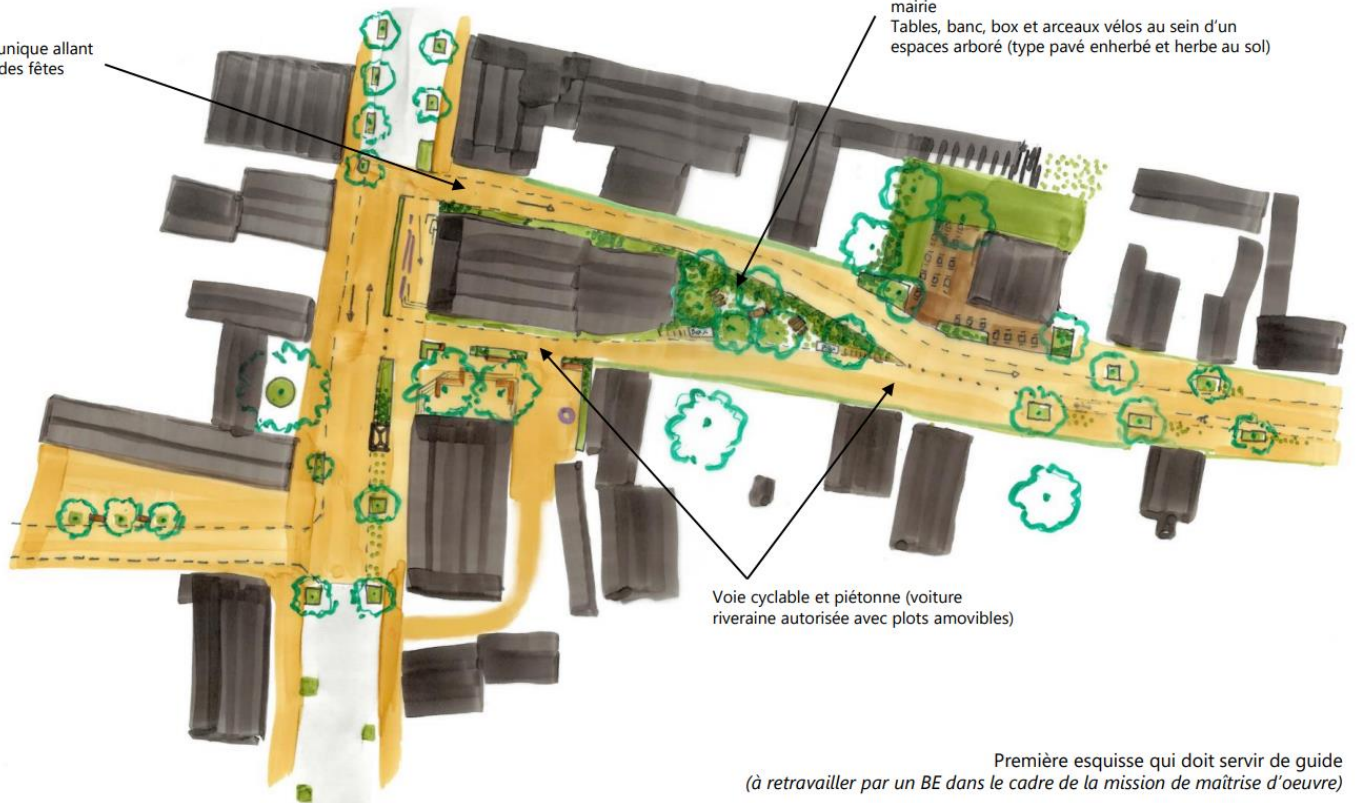 mairie
Tables, banc, box et arceaux vélos au sein d'un
espaces arboré (type pavé enherbé et herbe au sol)
unique allant
des fêtes
Voie cyclable et piétonne (voiture
riveraine autorisée avec plots amovibles)
Première esquisse qui doit servir de guide
(à retravailler par un BE dans le cadre de la mission de maîtrise d'oeuvre)